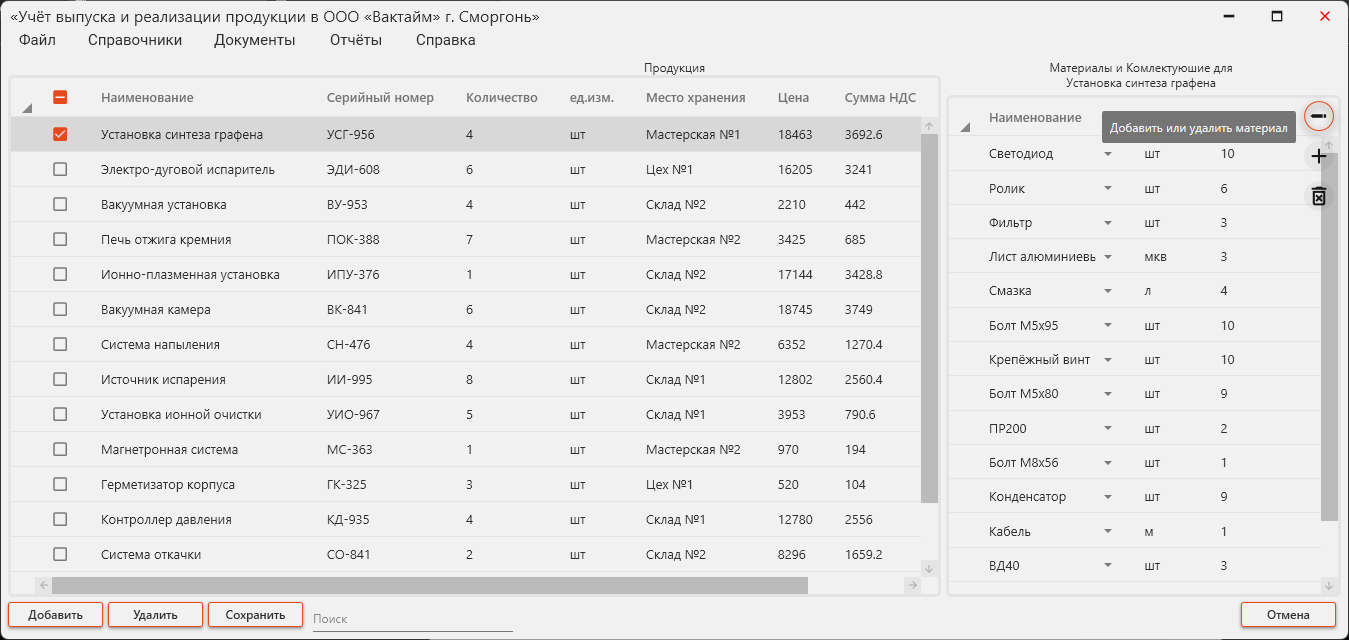 «Учёт выпуска и реализации продукции в ООО «Вактайм» г. Сморгонь»
Файл Справочники Документы Отчёты Справка
Продукция
Наименование Серийный номер Количество ед.изм. Место хранения Цена Сумма НДС
Установка синтеза графена УСГ-956 4 шт Мастерская №1 18463 3692.6
Электро-дуговой испаритель ЭДИ-608 6 шт Цех №1 16205 3241
Вакуумная установка ВУ-953 4 шт Склад №2 2210 442
Печь отжига кремния ПОК-388 7 шт Мастерская №2 3425 685
Ионно-плазменная установка ИПУ-376 1 шт Склад №2 17144 3428.8
Вакуумная камера ВК-841 6 шт Склад №2 18745 3749
Система напыления СН-476 4 шт Мастерская №2 6352 1270.4
Источник испарения ИИ-995 8 шт Склад №1 12802 2560.4
Установка ионной очистки УИО-967 5 шт Склад №1 3953 790.6
Магнетронная система МС-363 1 шт Мастерская №2 970 194
Герметизатор корпуса ГК-325 3 шт Цех №1 520 104
Контроллер давления КД-935 4 шт Склад №1 12780 2556
Система откачки СО-841 2 шт Склад №2 8296 1659.2
Материалы и Комлектуюшие для
Установка синтеза графена
Наименование
Добавить или удалить материал
Светодиод шт 10
Ролик шт 6
Фильтр шт 3
Лист алюминиевь мкв 3
Смазка л 4
Болт М5х95 шт 10
Крепёжный винт шт 10
Болт М5х80 шт 9
ПР200 шт 2
Болт М8х56 шт 1
Конденсатор шт 9
Кабель м 1
ВД40 шт 3
Добавить Удалить Сохранить Поиск Отмена